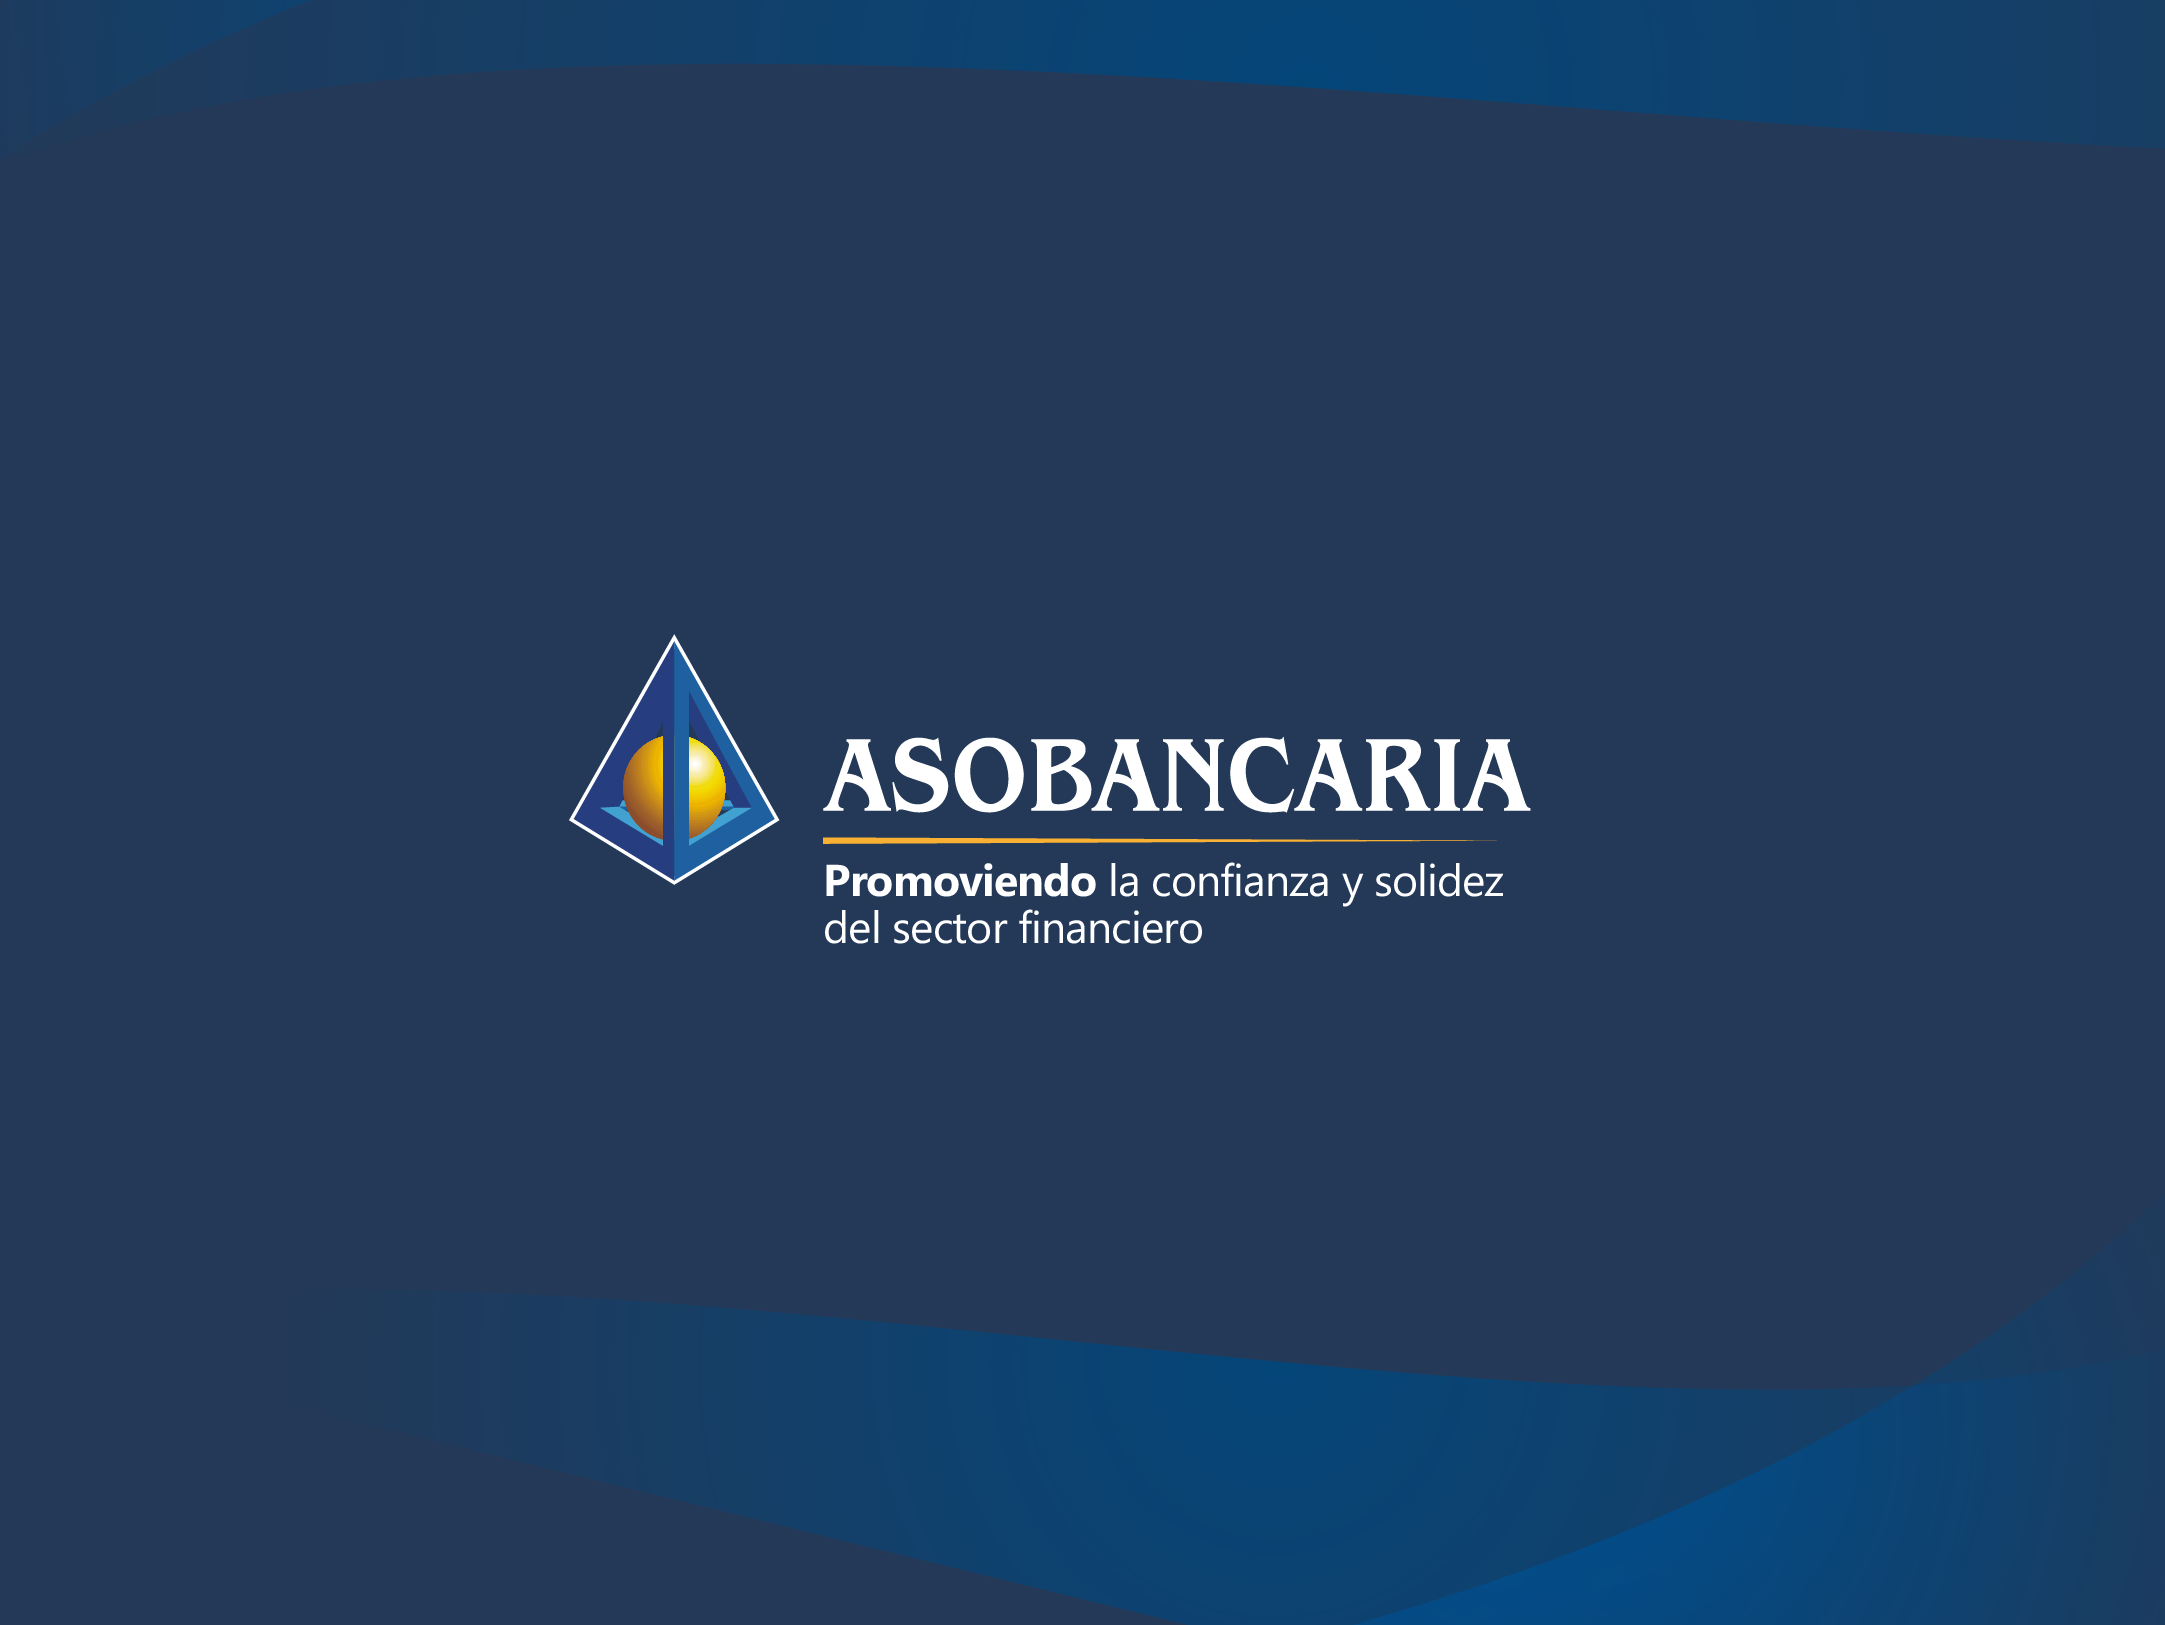 ASOBANCARIA
Promoviendo la confianza y solidez
del sector financiero